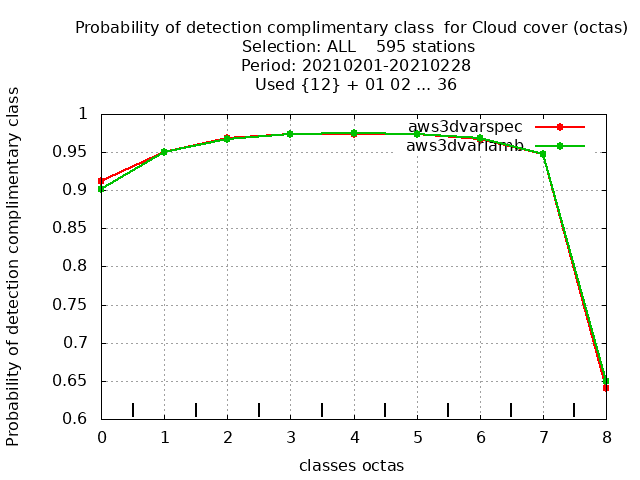 Probability of detection complimentary class  for Cloud cover (octas)
Selection: ALL    595 stations
Period: 20210201-20210228
Used {12} + 01 02 ... 36
Probability of detection complimentary class
1
0.95
0.9
0.85
0.8
0.75
0.7
0.65
0.6
aws3dvarspec
aws3dvarlamb
0 1 2 3 4 5 6 7 8
classes octas